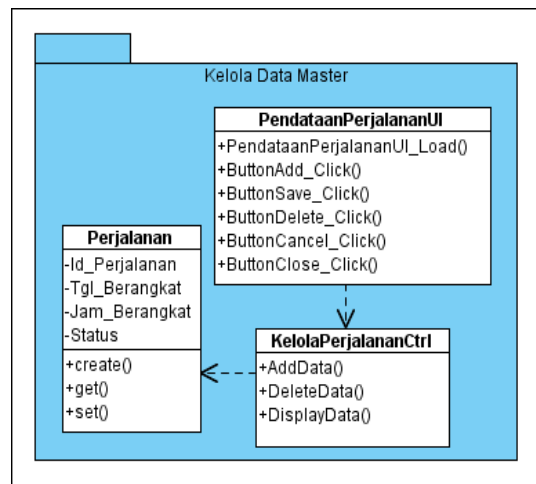 Kelola Data Master
PendataanPerjalananUI
+PendataanPerjalananUI_Load()
+ButtonAdd_Click()
+ButtonSave_Click()
+ButtonDelete_Click()
+ButtonCancel_Click()
+ButtonClose_Click()
Perjalanan
-Id_Perjalanan
-Tgl_Berangkat
-Jam_Berangkat
-Status
+create()
+get()
+set()
KelolaPerjalananCtrl
+AddData()
+DeleteData()
+DisplayData()